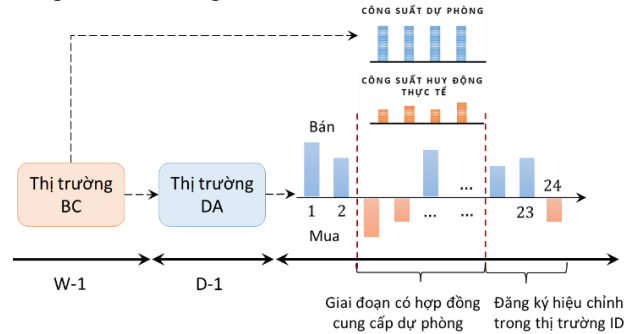 CÔNG SUẤT DỰ PHÒNG
CÔNG SUẤT HUY ĐỘNG
THỰC TẾ
Bán
Thị trường
BC
Thị trường
DA
1 2 ... ... 23 24
Mua
W-1
D-1
Giai đoạn có hợp đồng
cung cấp dự phòng
Đăng ký hiệu chỉnh
trong thị trường ID